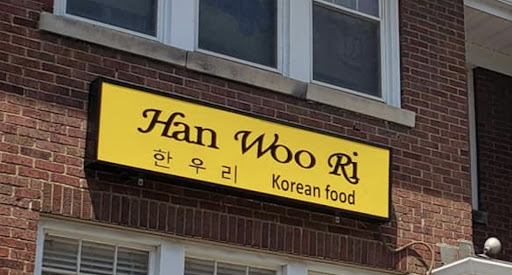 Han Woo Ri
한우리 Korean food